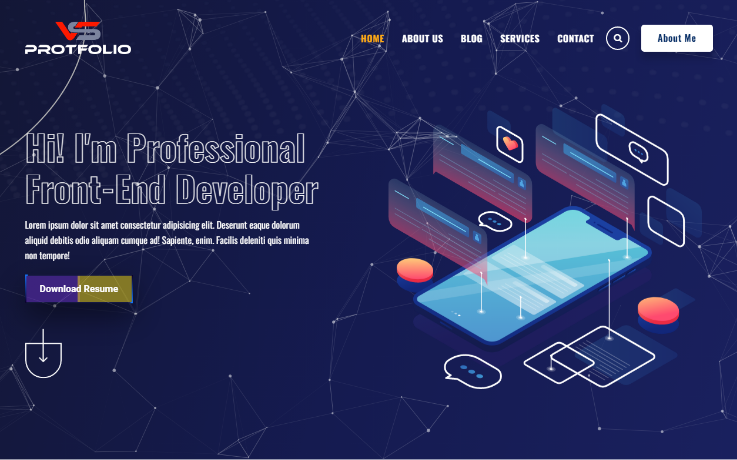 VS
PROTFOLIO
HOME ABOUT US BLOG SERVICES CONTACT About Me
Hi! I'm Professional
Front-End Developer
Lorem ipsum dolor sit amet consectetur adipisicing elit. Deserunt eaque dolorum
aliquid debitis odio aliquam cumque ad! Sapiente, enim. Facilis deleniti quis minima
non tempore!
Download Resume